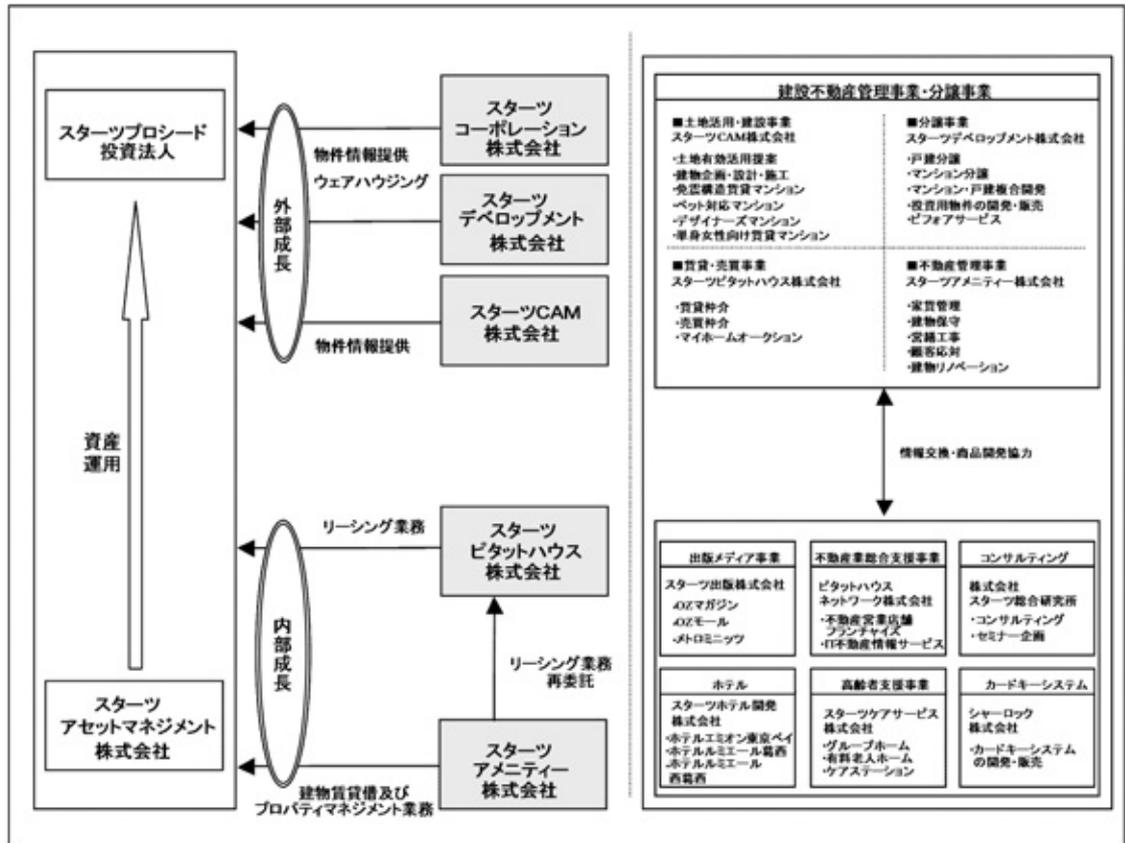 スターツプロシード
投資法人
資産
運用
スターツ
アセットマネジメント
株式会社
外部成長
物件情報提供
ウェアハウジング
物件情報提供
スターツ
コーポレーション
株式会社
スターツ
デベロップメント
株式会社
スターツCAM
株式会社
内部成長
リーシング業務
スターツ
ピタットハウス
株式会社
リーシング業務
再委託
建物賃貸借及び
プロパティマネジメント業務
スターツ
アメニティー
株式会社
建設不動産管理事業・分譲事業
■土地活用・建設事業
スターツCAM株式会社
・土地有効活用提案
・建物企画・設計・施工
・免震構造賃貸マンション
・ペット対応マンション
・デザイナーズマンション
・単身女性向け賃貸マンション
■分譲事業
スターツデベロップメント株式会社
・戸建分譲
・マンション分譲
・マンション・戸建複合開発
・投資用物件の開発・販売
・ビフォアサービス
■賃貸・売買事業
スターツピタットハウス株式会社
・賃貸仲介
・売買仲介
・マイホームオークション
■不動産管理事業
スターツアメニティー株式会社
・家賃管理
・建物保守
・営繕工事
・顧客応対
・建物リノベーション
情報交換・商品開発協力
出版メディア事業
スターツ出版株式会社
・OZマガジン
・OZモール
・メトロミニッツ
不動産業総合支援事業
ピタットハウス
ネットワーク株式会社
・不動産営業店舗
フランチャイズ
・IT不動産情報サービス
コンサルティング
株式会社
スターツ総合研究所
・コンサルティング
・セミナー企画
ホテル
スターツホテル開発
株式会社
・ホテルエミオン東京ベイ
・ホテルルミエール葛西
・ホテルルミエール
西葛西
高齢者支援事業
スターツケアサービス
株式会社
・グループホーム
・有料老人ホーム
・ケアステーション
カードキーシステム
シャーロック
株式会社
・カードキーシステム
の開発・販売